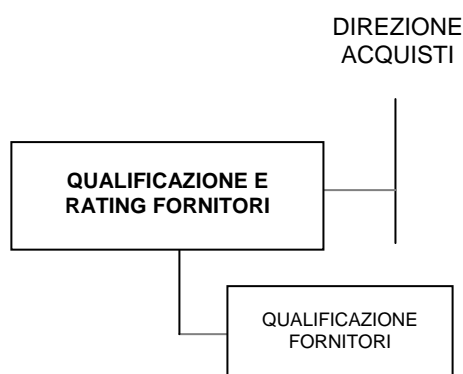 DIREZIONE
ACQUISTI
QUALIFICAZIONE E
RATING FORNITORI
QUALIFICAZIONE
FORNITORI